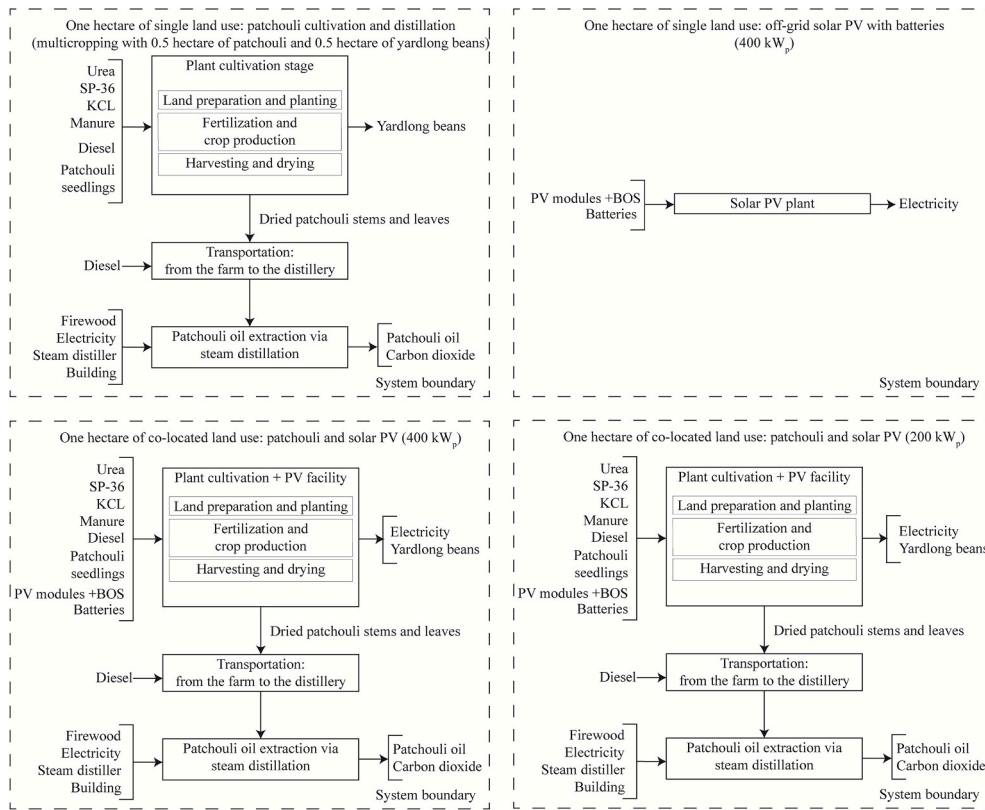 One hectare of single land use: patchouli cultivation and distillation
(multicropping with 0.5 hectare of patchouli and 0.5 hectare of yardlong beans)
Urea
SP-36
KCL
Manure
Diesel
Patchouli
seedlings
Plant cultivation stage
Land preparation and planting
Fertilization and
crop production
Harvesting and drying
Yardlong beans
Dried patchouli stems and leaves
Diesel
Transportation:
from the farm to the distillery
Firewood
Electricity
Steam distiller
Building
Patchouli oil extraction via
steam distillation
Patchouli oil
Carbon dioxide
System boundary
One hectare of single land use: off-grid solar PV with batteries
(400 kWp)
PV modules +BOS
Batteries
Solar PV plant
Electricity
System boundary
One hectare of co-located land use: patchouli and solar PV (400 kWp)
Urea
SP-36
KCL
Manure
Diesel
Patchouli
seedlings
PV modules +BOS
Batteries
Plant cultivation + PV facility
Land preparation and planting
Fertilization and
crop production
Harvesting and drying
Electricity
Yardlong beans
Dried patchouli stems and leaves
Diesel
Transportation:
from the farm to the distillery
Firewood
Electricity
Steam distiller
Building
Patchouli oil extraction via
steam distillation
Patchouli oil
Carbon dioxide
System boundary
One hectare of co-located land use: patchouli and solar PV (200 kWp)
Urea
SP-36
KCL
Manure
Diesel
Patchouli
seedlings
PV modules +BOS
Batteries
Plant cultivation + PV facility
Land preparation and planting
Fertilization and
crop production
Harvesting and drying
Electricity
Yardlong beans
Dried patchouli stems and leaves
Diesel
Transportation:
from the farm to the distillery
Firewood
Electricity
Steam distiller
Building
Patchouli oil extraction via
steam distillation
Patchouli oil
Carbon dioxide
System boundary